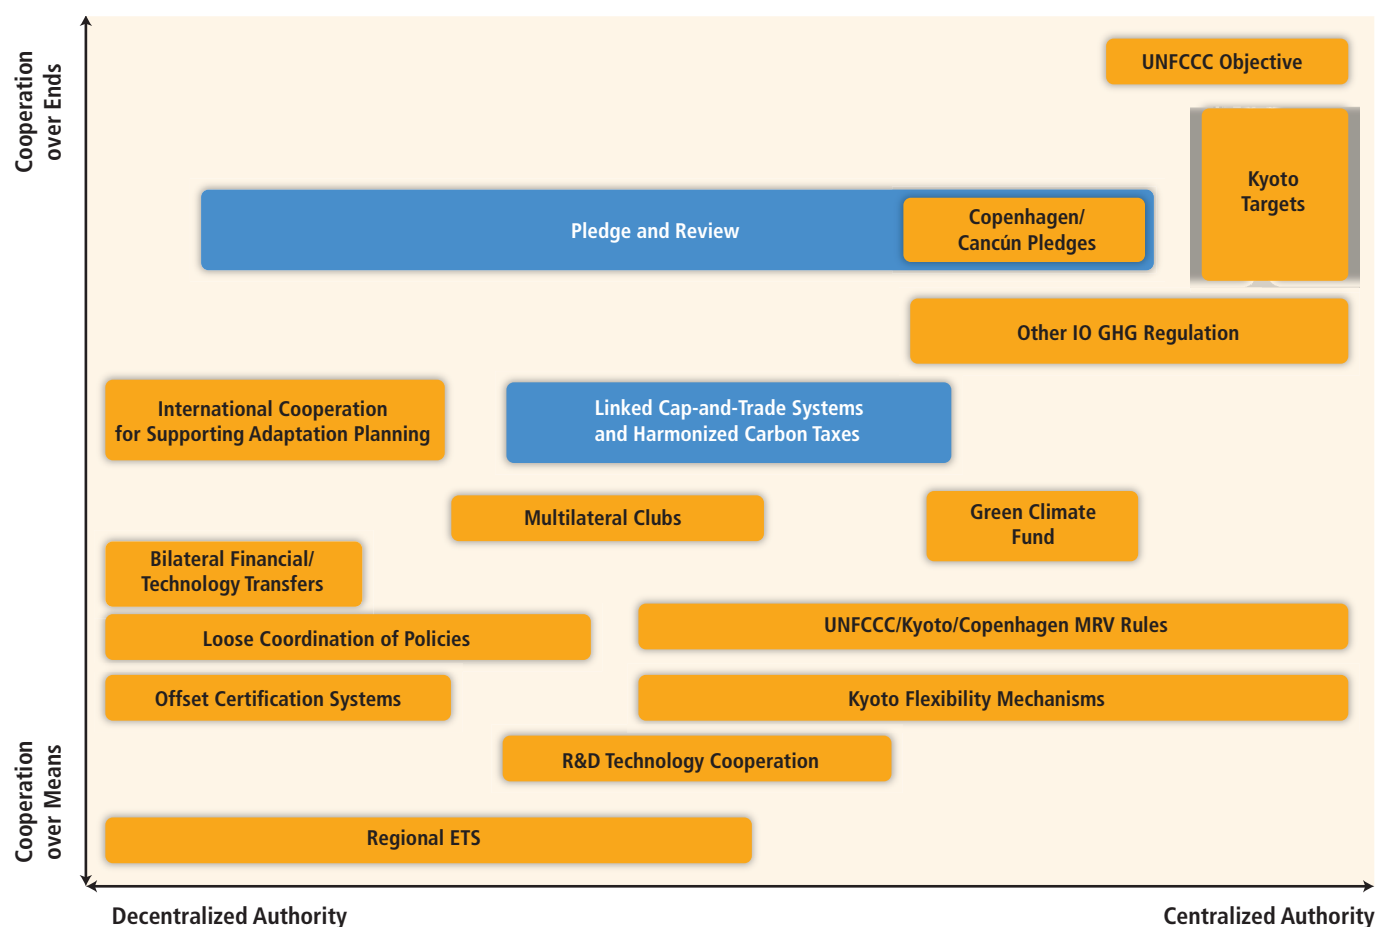 Cooperation
over Ends
UNFCCC Objective
Kyoto
Targets
Pledge and Review
Copenhagen/
Cancún Pledges
Other IO GHG Regulation
International Cooperation
for Supporting Adaptation Planning
Linked Cap-and-Trade Systems
and Harmonized Carbon Taxes
Multilateral Clubs
Green Climate
Fund
Bilateral Financial/
Technology Transfers
Loose Coordination of Policies
UNFCCC/Kyoto/Copenhagen MRV Rules
Offset Certification Systems
Kyoto Flexibility Mechanisms
R&D Technology Cooperation
Cooperation
over Means
Regional ETS
Decentralized Authority
Centralized Authority